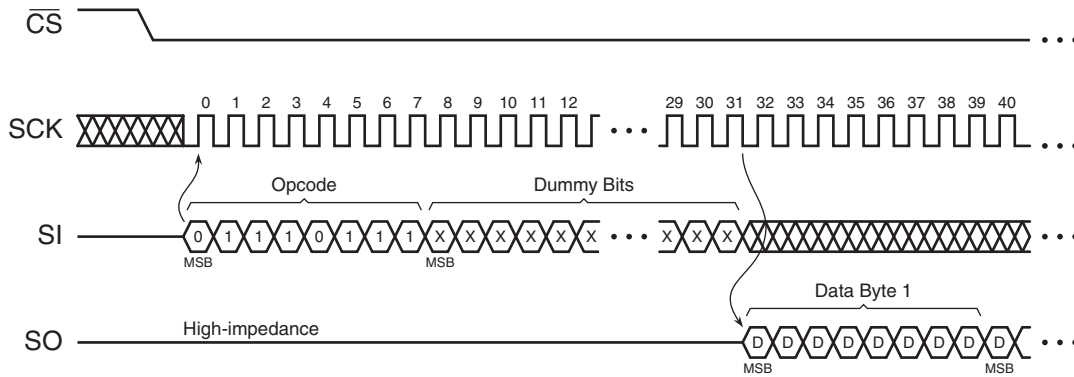 CS
0 1 2 3 4 5 6 7 8 9 10 11 12 29 30 31 32 33 34 35 36 37 38 39 40
SCK
Opcode Dummy Bits
SI 0 1 1 1 0 1 1 1 X X X X X X X X X
MSB MSB
Data Byte 1
High-impedance
SO D D D D D D D D D
MSB MSB